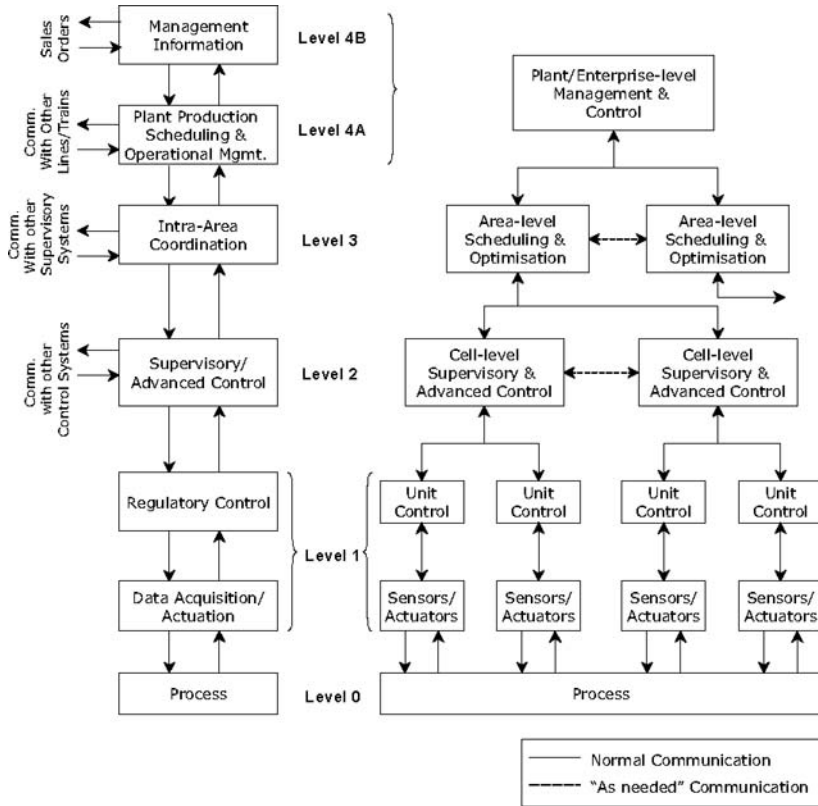 Sales
Orders
Management
Information
Level 4B
Plant/Enterprise-level
Management &
Control
Comm.
With Other
Lines/Trains
Plant Production
Scheduling &
Operational Mgmt.
Level 4A
Comm.
With other
Supervisory
Systems
Intra-Area
Coordination
Level 3
Area-level
Scheduling &
Optimisation
Area-level
Scheduling &
Optimisation
Comm.
with other
Control Systems
Supervisory/
Advanced Control
Level 2
Cell-level
Supervisory &
Advanced Control
Cell-level
Supervisory &
Advanced Control
Regulatory Control
Unit
Control
Unit
Control
Unit
Control
Unit
Control
Level 1
Data Acquisition/
Actuation
Sensors/
Actuators
Sensors/
Actuators
Sensors/
Actuators
Sensors/
Actuators
Process
Level 0
Process
Normal Communication
"As needed" Communication